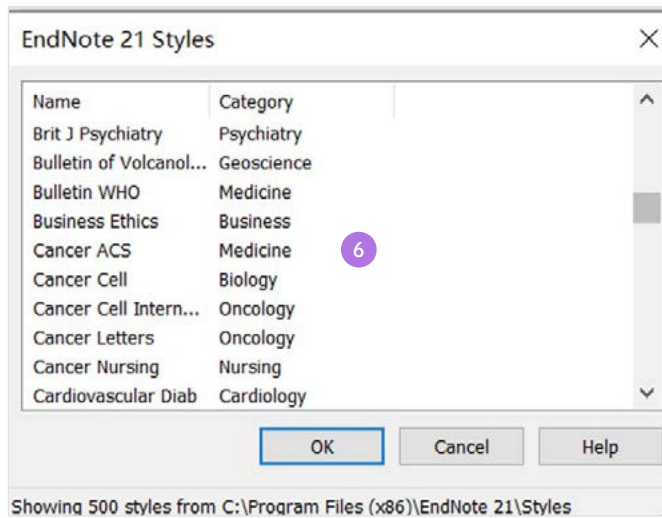 EndNote 21 Styles
Name Category
Brit J Psychiatry Psychiatry
Bulletin of Volcanol... Geoscience
Bulletin WHO Medicine
Business Ethics Business
Cancer ACS Medicine 6
Cancer Cell Biology
Cancer Cell Intern... Oncology
Cancer Letters Oncology
Cancer Nursing Nursing
Cardiovascular Diab Cardiology
OK Cancel Help
Showing 500 styles from C:\Program Files (x86)\EndNote 21\Styles